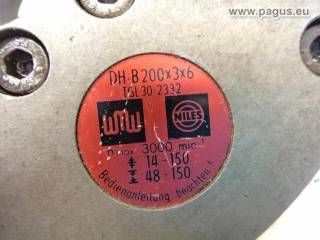 © www.pagus.eu
DH-B 200x3x6
TGL 30-2332
WMW NILES
n max 3000 min⁻¹
14 - 150
48 - 150
Bedienanleitung beachten!